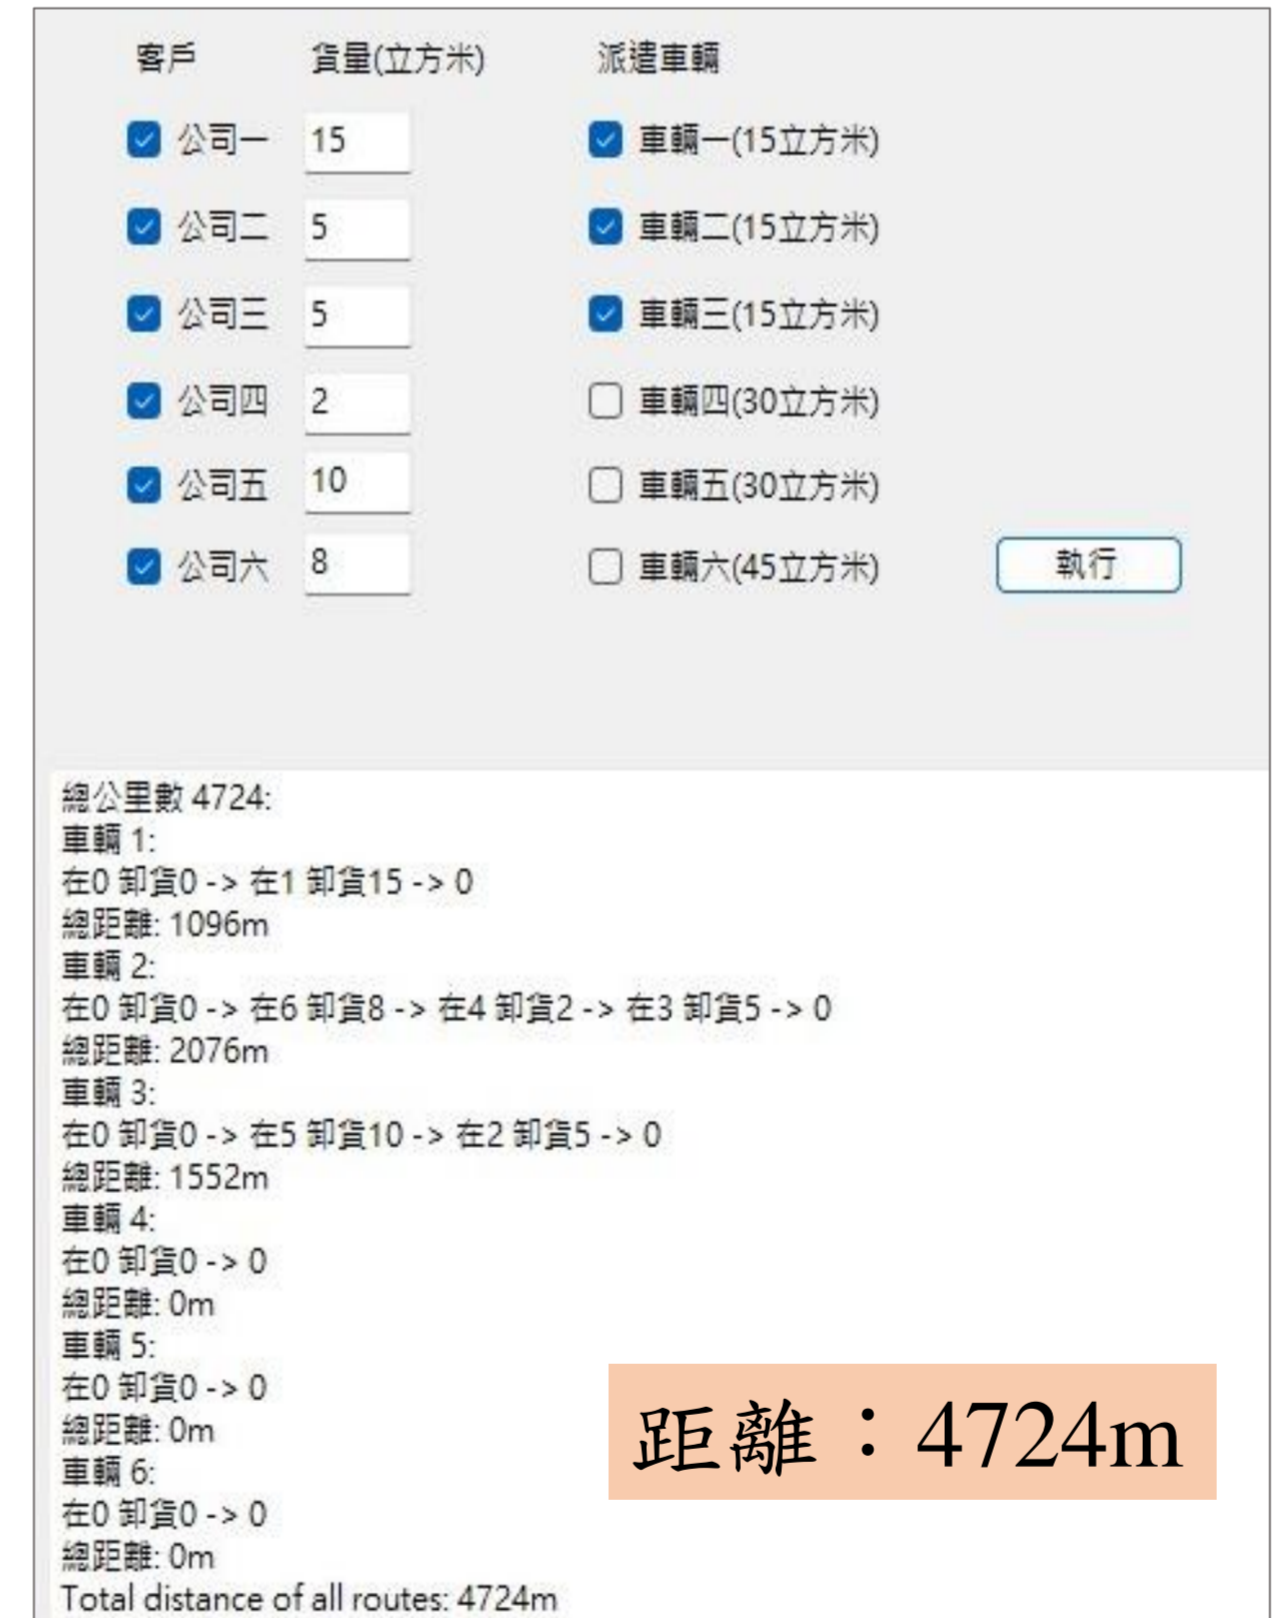 客戶 貨量(立方米) 派遣車輛
公司一 15 車輛一(15立方米)
公司二 5 車輛二(15立方米)
公司三 5 車輛三(15立方米)
公司四 2 車輛四(30立方米)
公司五 10 車輛五(30立方米)
公司六 8 車輛六(45立方米) 執行
總公里數 4724:
車輛 1:
在0 卸貨0 -> 在1 卸貨15 -> 0
總距離: 1096m
車輛 2:
在0 卸貨0 -> 在6 卸貨8 -> 在4 卸貨2 -> 在3 卸貨5 -> 0
總距離: 2076m
車輛 3:
在0 卸貨0 -> 在5 卸貨10 -> 在2 卸貨5 -> 0
總距離: 1552m
車輛 4:
在0 卸貨0 -> 0
總距離: 0m
車輛 5:
在0 卸貨0 -> 0
總距離: 0m
車輛 6:
在0 卸貨0 -> 0
總距離: 0m
Total distance of all routes: 4724m
距離：4724m